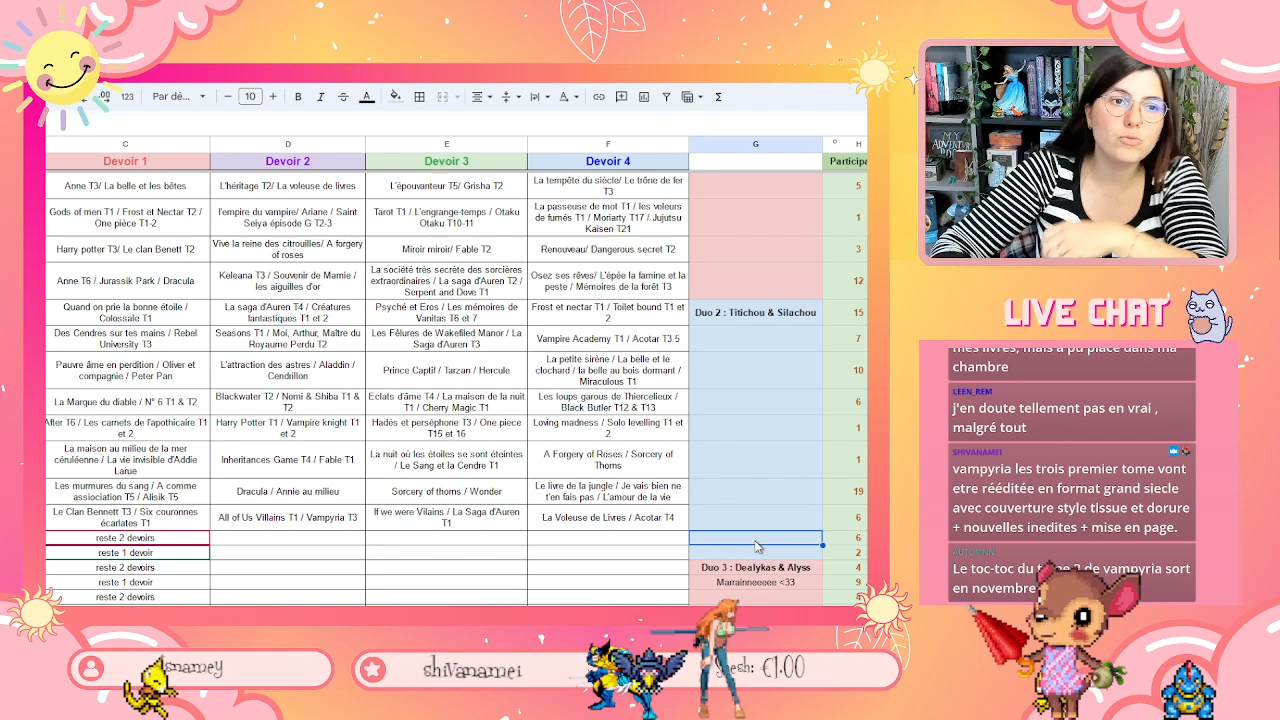 .00
123
Par dé...
10
B
I
A
C
D
E
F
G
H
Devoir 1
Devoir 2
Devoir 3
Devoir 4
Participa
Anne T3/ La belle et les bêtes
L'héritage T2/ La voleuse de livres
L'épouvanteur T5/ Grisha T2
La tempête du siècle/ Le trône de fer
T3
5
Gods of men T1 / Frost et Nectar T2 /
One pièce T1-2
l'empire du vampire/ Ariane / Saint
Seiya épisode G T2-3
Tarot T1 / L'engrange-temps / Otaku
Otaku T10-11
La passeuse de mot T1 / les voleurs
de fumés T1 / Moriarty T17 / Jujutsu
Kaisen T21
1
Harry potter T3/ Le clan Benett T2
Vive la reine des citrouilles/ A forgery
of roses
Miroir miroir/ Fable T2
Renouveau/ Dangerous secret T2
3
Anne T6 / Jurassik Park / Dracula
Keleana T3 / Souvenir de Mamie /
les aiguilles d'or
La société très secrète des sorcières
extraordinaires / La saga d'Auren T2 /
Serpent and Dove T1
Osez ses rêves/ L'épée la famine et la
peste / Mémoires de la forêt T3
12
Quand on prie la bonne étoile /
Colossale T1
La saga d'Auren T4 / Créatures
fantastiques T1 et 2
Psyché et Eros / Les mémoires de
Vanitas T6 et 7
Frost et nectar T1 / Toilet bound T1 et
2
Duo 2 : Titichou & Silachou
15
Des Cendres sur tes mains / Rebel
University T3
Seasons T1 / Moi, Arthur, Maître du
Royaume Perdu T2
Les Fêlures de Wakefiled Manor / La
Saga d'Auren T3
Vampire Academy T1 / Acotar T3.5
7
Pauvre âme en perdition / Oliver et
compagnie / Peter Pan
L'attraction des astres / Aladdin /
Cendrillon
Prince Captif / Tarzan / Hercule
La petite sirène / La belle et le
clochard / la belle au bois dormant /
Miraculous T1
10
La Marque du diable / N° 6 T1 & T2
Blackwater T2 / Nomi & Shiba T1 &
T2
Eclats d'âme T4 / La maison de la nuit
T1 / Cherry Magic T1
Les loups garous de Thiercelieux /
Black Butler T12 & T13
6
After T6 / Les carnets de l'apothicaire T1
et 2
Harry Potter T1 / Vampire knight T1
et 2
Hadès et perséphone T3 / One piece
T15 et 16
Loving madness / Solo levelling T1 et
2
1
La maison au milieu de la mer
céruléenne / La vie invisible d'Addie
Larue
Inheritances Game T4 / Fable T1
La nuit où les étoiles se sont éteintes
/ Le Sang et la Cendre T1
A Forgery of Roses / Sorcery of
Thorns
1
Les murmures du sang / A comme
assiociation T5 / Alisik T5
Dracula / Annie au milieu
Sorcery of thorns / Wonder
Le livre de la jungle / Je vais bien ne
t'en fais pas / L'amour de la vie
19
Le Clan Bennett T3 / Six couronnes
écarlates T1
All of Us Villains T1 / Vampyria T3
If we were Vilains / La Saga d'Auren
T1
La Voleuse de Livres / Acotar T4
6
reste 2 devoirs
6
reste 1 devoir
2
reste 2 devoirs
Duo 3 : Dealykas & Alyss
4
reste 1 devoir
Marrainneeeee <33
9
reste 2 devoirs
MY
ADVENTURE
LIVE CHAT
mes livres, mais a pu place dans ma
chambre
LEEN_REM
j'en doute tellement pas en vrai ,
malgré tout
SHIVANAMEI
vampyria les trois premier tome vont
etre rééditée en format grand siecle
avec couverture style tissue et dorure
+ nouvelles inedites + mise en page.
AUTOMNN
Le toc-toc du tome 2 de vampyria sort
en novembre
shivanamei
€1.00